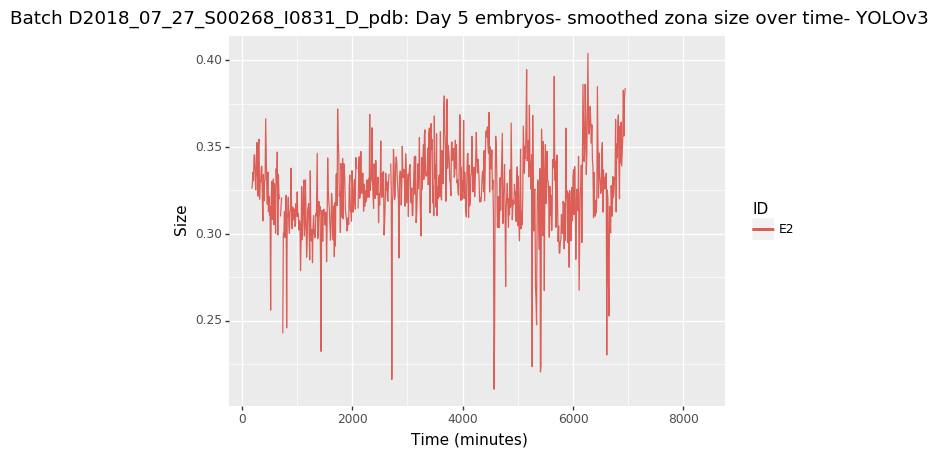 Batch D2018_07_27_S00268_I0831_D_pdb: Day 5 embryos- smoothed zona size over time- YOLOv3
0.40
0.35
0.30
0.25
Size
0
2000
4000
6000
8000
Time (minutes)
ID
E2